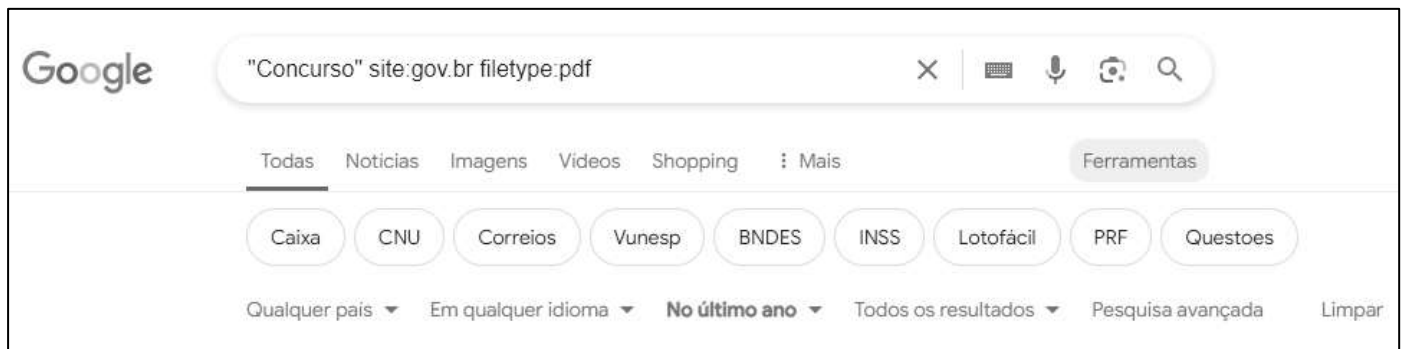 Google "Concurso" site:gov.br filetype:pdf
Todas Notícias Imagens Vídeos Shopping Mais Ferramentas
Caixa CNU Correios Vunesp BNDES INSS Lotofácil PRF Questoes
Qualquer país Em qualquer idioma No último ano Todos os resultados Pesquisa avançada Limpar